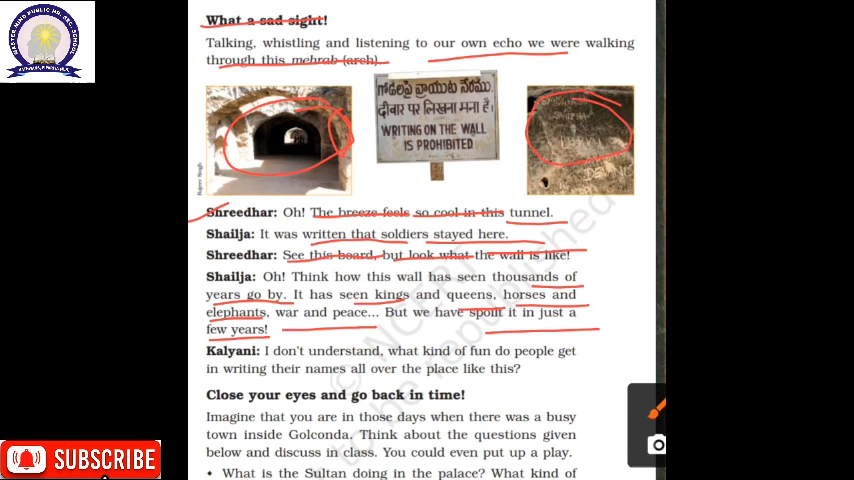 What a sad sight!
Talking, whistling and listening to our own echo we were walking
through this mehrab (arch).
गोडలపై వ్రాయుట నేరము
दीवार पर लिखना मना है।
WRITING ON THE WALL
IS PROHIBITED
Rajeev Singh
Shreedhar: Oh! The breeze feels so cool in this tunnel.
Shailja: It was written that soldiers stayed here.
Shreedhar: See this board, but look what the wall is like!
Shailja: Oh! Think how this wall has seen thousands of
years go by. It has seen kings and queens, horses and
elephants, war and peace... But we have spoilt it in just a
few years!
Kalyani: I don't understand, what kind of fun do people get
in writing their names all over the place like this?
Close your eyes and go back in time!
Imagine that you are in those days when there was a busy
town inside Golconda. Think about the questions given
below and discuss in class. You could even put up a play.
• What is the Sultan doing in the palace? What kind of
© NCERT
to be republished
SUBSCRIBE